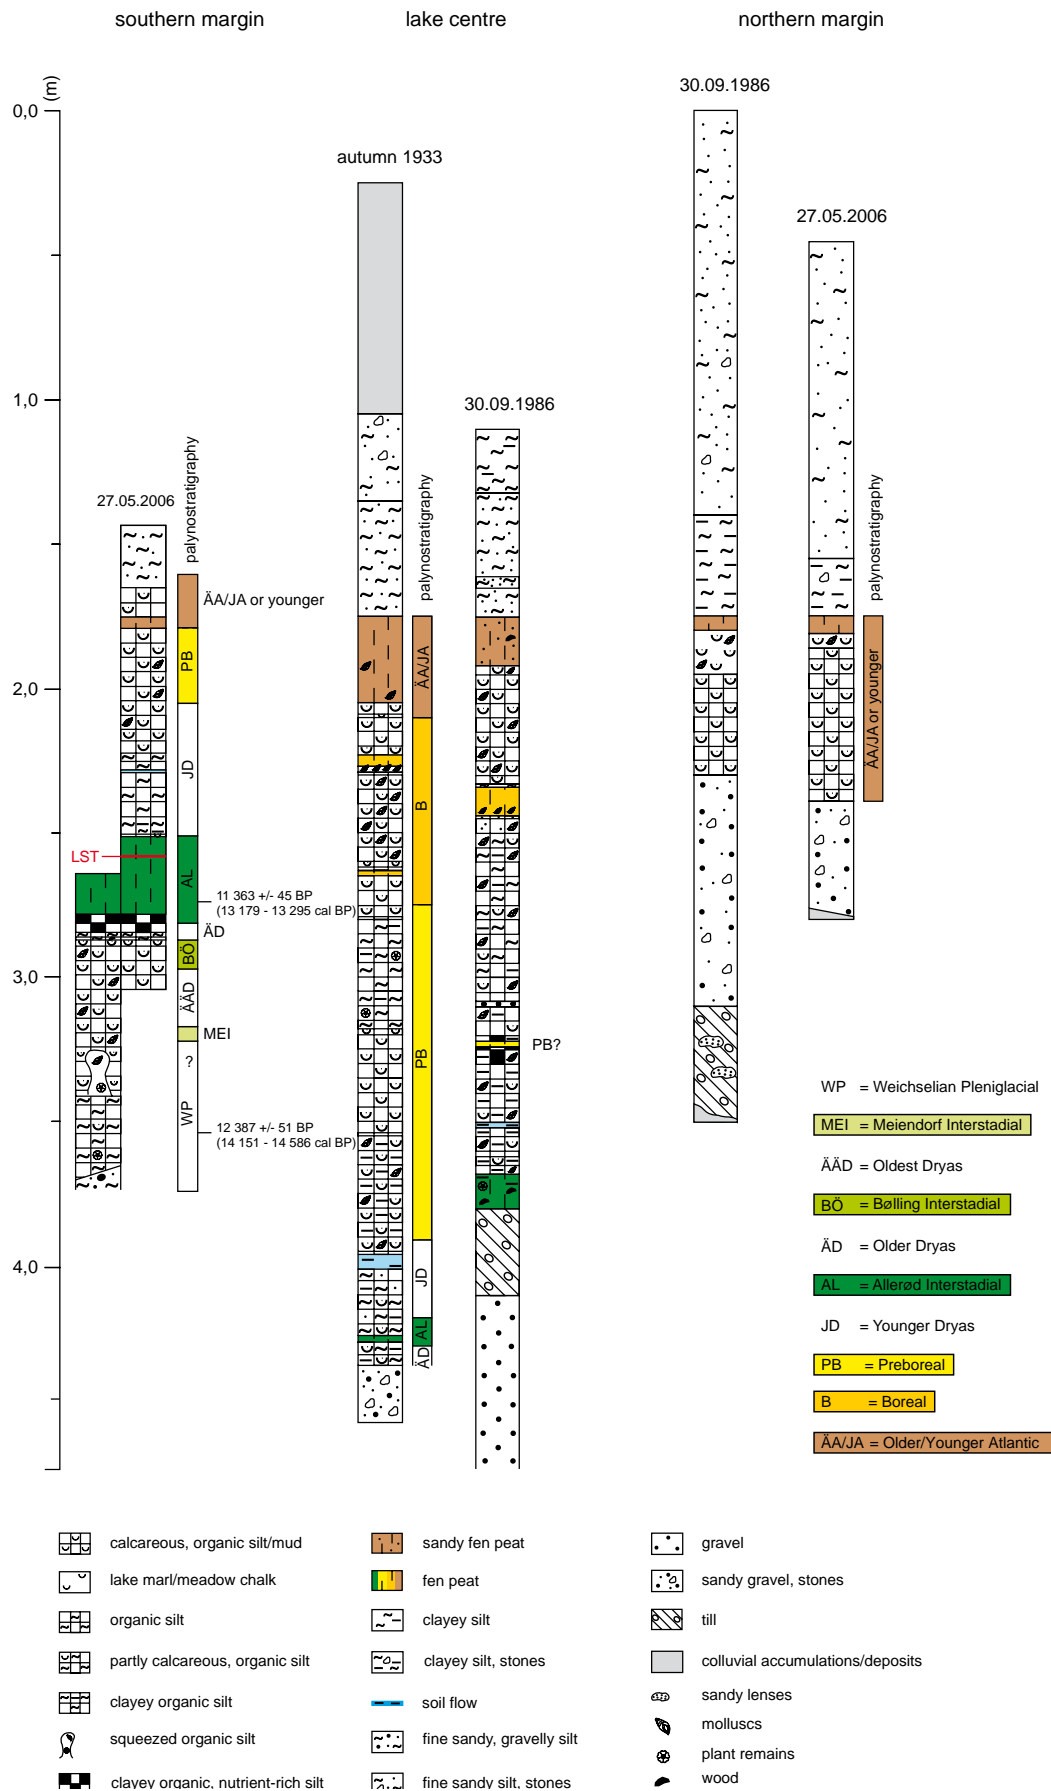 southern margin
lake centre
northern margin
(m)
0,0
1,0
2,0
3,0
4,0
30.09.1986
autumn 1933
27.05.2006
30.09.1986
27.05.2006
palynostratigraphy
palynostratigraphy
palynostratigraphy
ÄA/JA or younger
PB
JD
LST
AL
11 363 +/- 45 BP
(13 179 - 13 295 cal BP)
ÄD
BÖ
ÄÄD
MEI
?
WP
12 387 +/- 51 BP
(14 151 - 14 586 cal BP)
ÄA/JA
B
PB
JD
AL
ÄD
PB?
ÄA/JA or younger
WP = Weichselian Pleniglacial
MEI = Meiendorf Interstadial
ÄÄD = Oldest Dryas
BÖ = Bølling Interstadial
ÄD = Older Dryas
AL = Allerød Interstadial
JD = Younger Dryas
PB = Preboreal
B = Boreal
ÄA/JA = Older/Younger Atlantic
calcareous, organic silt/mud
lake marl/meadow chalk
organic silt
partly calcareous, organic silt
clayey organic silt
squeezed organic silt
clayey organic, nutrient-rich silt
sandy fen peat
fen peat
clayey silt
clayey silt, stones
soil flow
fine sandy, gravelly silt
fine sandy silt, stones
gravel
sandy gravel, stones
till
colluvial accumulations/deposits
sandy lenses
molluscs
plant remains
wood